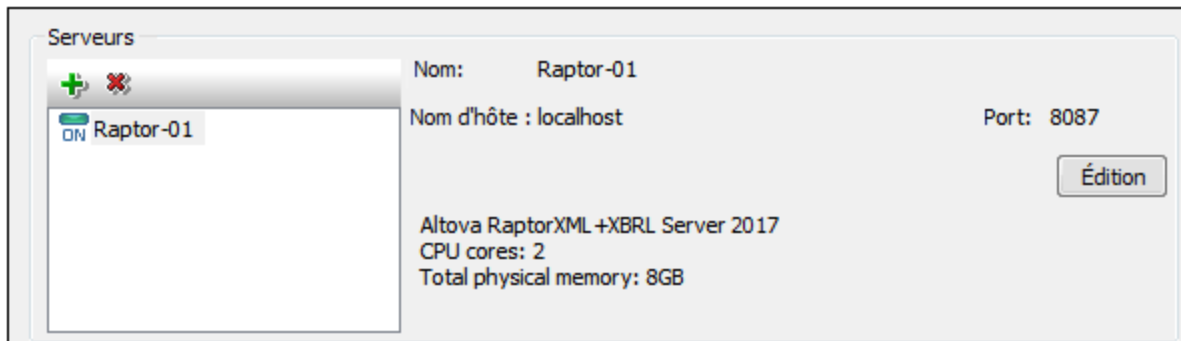 Serveurs
Nom: Raptor-01
ON Raptor-01
Nom d'hôte : localhost Port: 8087
Édition
Altova RaptorXML+XBRL Server 2017
CPU cores: 2
Total physical memory: 8GB